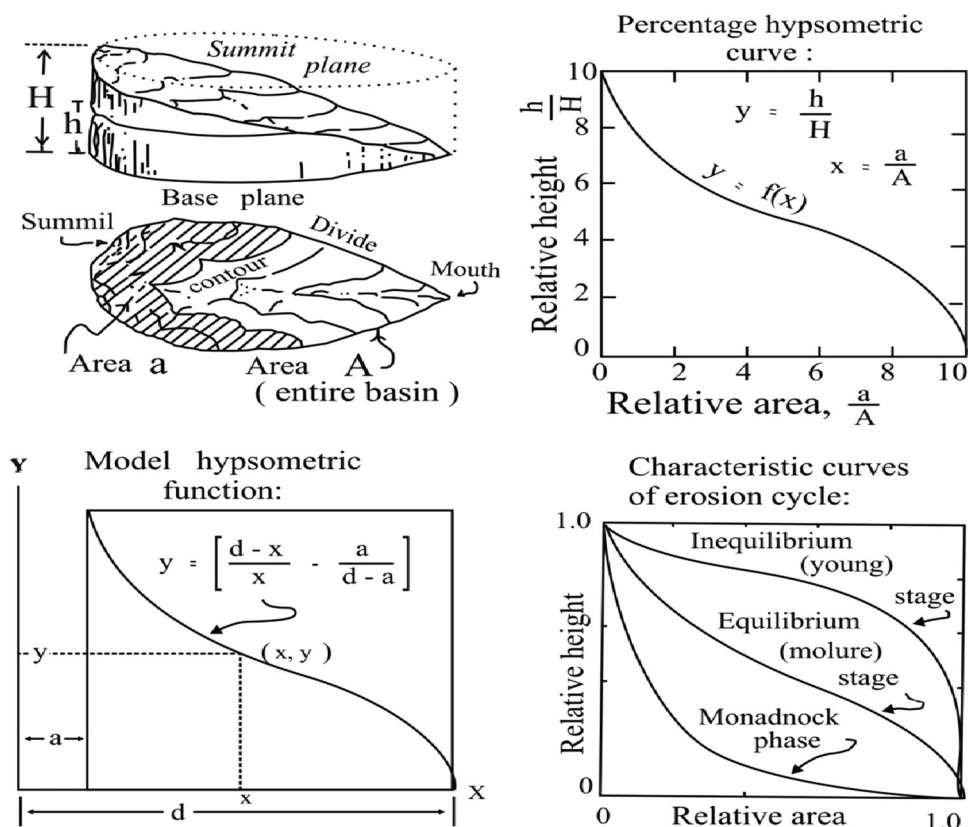 Summit
plane
H
h
Base plane
Summil
Divide
contour
Mouth
Area a
Area A
( entire basin )
Percentage hypsometric
curve :
10
8
6
4
2
0
h
H
Relative height
y = h
H
x = a
A
y = f(x)
0 2 4 6 8 10
Relative area, a
A
Model hypsometric
function:
Y
y = [ d - x - a ]
x d - a
(x, y)
y
a
x
X
d
Characteristic curves
of erosion cycle:
1.0
Inequilibrium
(young)
stage
Equilibrium
(molure)
stage
Monadnock
phase
Relative height
0
0 Relative area 1.0